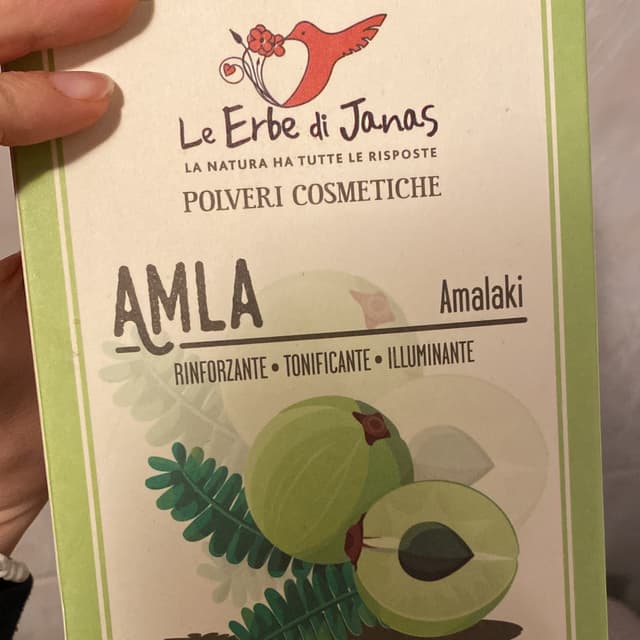 Le Erbe di Janas
LA NATURA HA TUTTE LE RISPOSTE
POLVERI COSMETICHE
AMLA
Amalaki
RINFORZANTE • TONIFICANTE • ILLUMINANTE